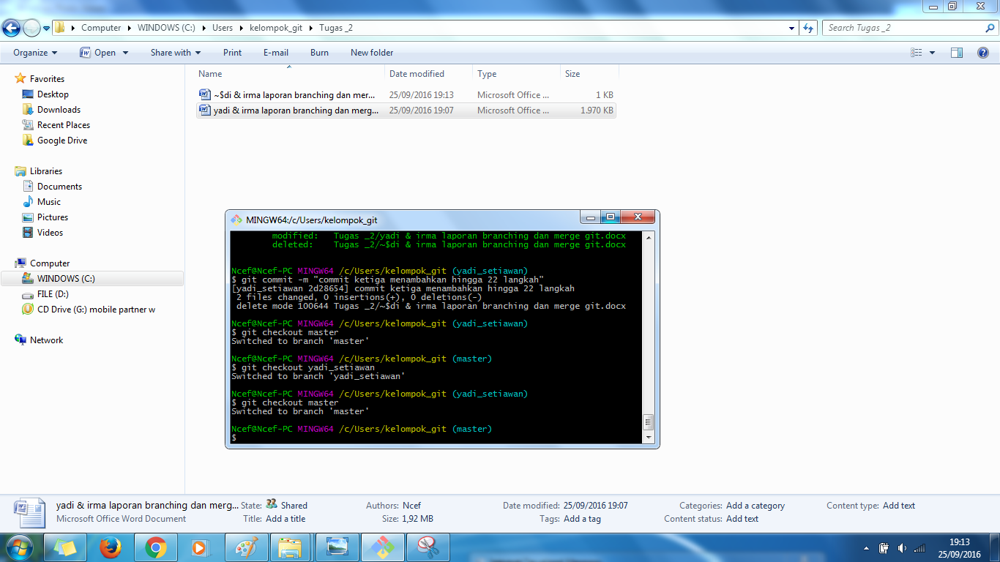 Computer ▸ WINDOWS (C:) ▸ Users ▸ kelompok_git ▸ Tugas _2
Search Tugas _2
Organize Open Share with Print E-mail Burn New folder
Name Date modified Type Size
~$di & irma laporan branching dan mer... 25/09/2016 19:13 Microsoft Office ... 1 KB
yadi & irma laporan branching dan merg... 25/09/2016 19:07 Microsoft Office ... 1.970 KB
Favorites
Desktop
Downloads
Recent Places
Google Drive
Libraries
Documents
Music
Pictures
Videos
Computer
WINDOWS (C:)
FILE (D:)
CD Drive (G:) mobile partner w
Network
MINGW64:/c/Users/kelompok_git
modified:   Tugas _2/yadi & irma laporan branching dan merge git.docx
deleted:    Tugas _2/~$di & irma laporan branching dan merge git.docx
Ncef@Ncef-PC MINGW64 /c/Users/kelompok_git (yadi_setiawan)
$ git commit -m "commit ketiga menambahkan hingga 22 langkah"
[yadi_setiawan 2d28654] commit ketiga menambahkan hingga 22 langkah
2 files changed, 0 insertions(+), 0 deletions(-)
delete mode 100644 Tugas _2/~$di & irma laporan branching dan merge git.docx
Ncef@Ncef-PC MINGW64 /c/Users/kelompok_git (yadi_setiawan)
$ git checkout master
Switched to branch 'master'
Ncef@Ncef-PC MINGW64 /c/Users/kelompok_git (master)
$ git checkout yadi_setiawan
Switched to branch 'yadi_setiawan'
Ncef@Ncef-PC MINGW64 /c/Users/kelompok_git (yadi_setiawan)
$ git checkout master
Switched to branch 'master'
Ncef@Ncef-PC MINGW64 /c/Users/kelompok_git (master)
$
yadi & irma laporan branching dan merg... State: Shared Authors: Ncef Date modified: 25/09/2016 19:07 Categories: Add a category Content type: Add text
Microsoft Office Word Document Title: Add a title Size: 1,92 MB Tags: Add a tag Content status: Add text
19:13
25/09/2016